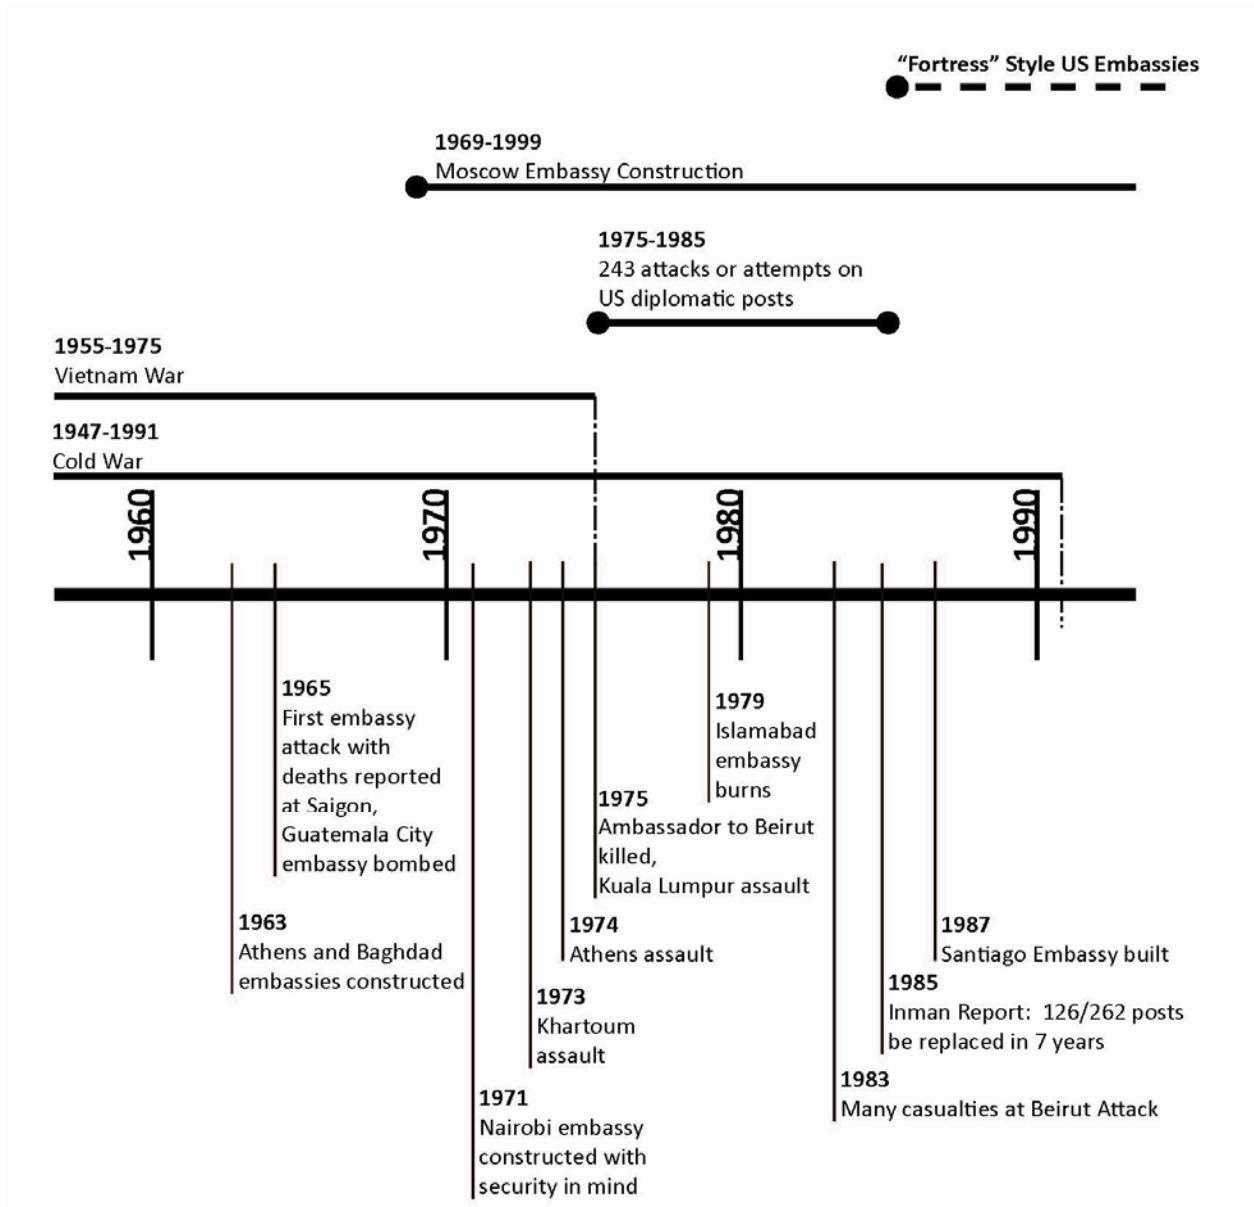 “Fortress” Style US Embassies
1969-1999
Moscow Embassy Construction
1975-1985
243 attacks or attempts on
US diplomatic posts
1955-1975
Vietnam War
1947-1991
Cold War
1960
1970
1980
1990
1965
First embassy
attack with
deaths reported
at Saigon,
Guatemala City
embassy bombed
1979
Islamabad
embassy
burns
1975
Ambassador to Beirut
killed,
Kuala Lumpur assault
1963
Athens and Baghdad
embassies constructed
1974
Athens assault
1987
Santiago Embassy built
1973
Khartoum
assault
1985
Inman Report:  126/262 posts
be replaced in 7 years
1983
Many casualties at Beirut Attack
1971
Nairobi embassy
constructed with
security in mind